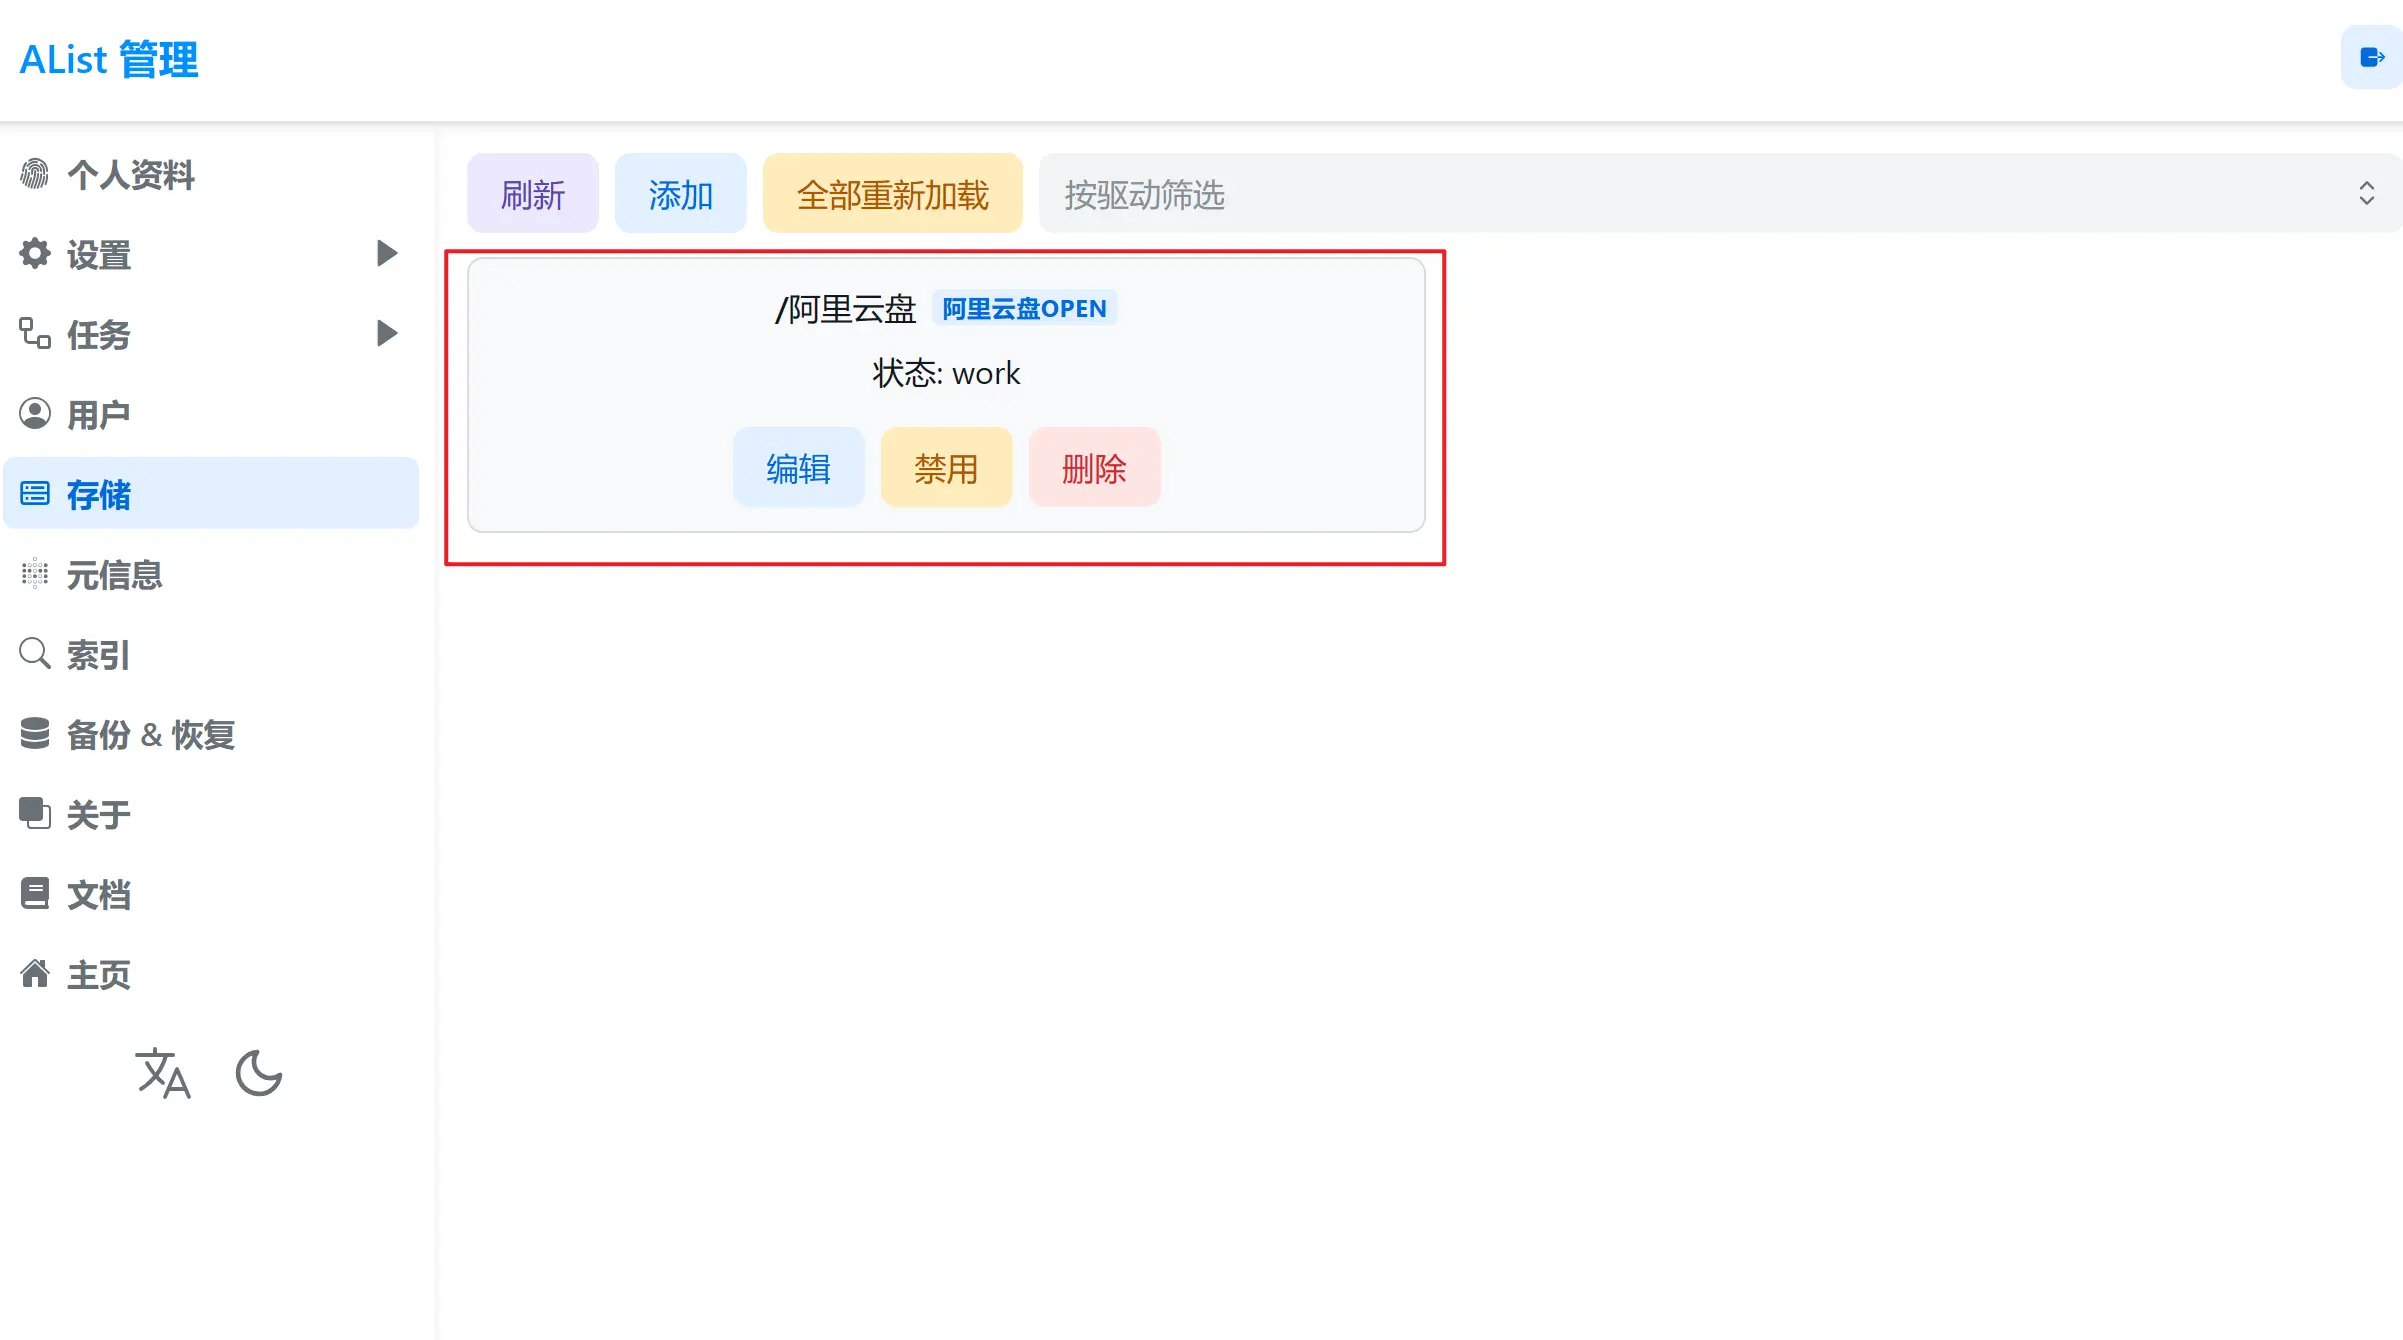 AList 管理
个人资料
设置
任务
用户
存储
元信息
索引
备份 & 恢复
关于
文档
主页
刷新 添加 全部重新加载 按驱动筛选
/阿里云盘 阿里云盘OPEN
状态: work
编辑 禁用 删除